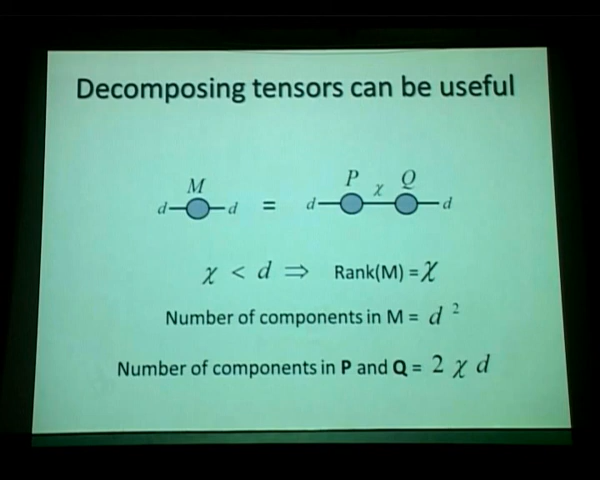 Decomposing tensors can be useful
M P χ Q
d d = d d
χ < d ⇒ Rank(M) = χ
Number of components in M = d ²
Number of components in P and Q = 2 χ d